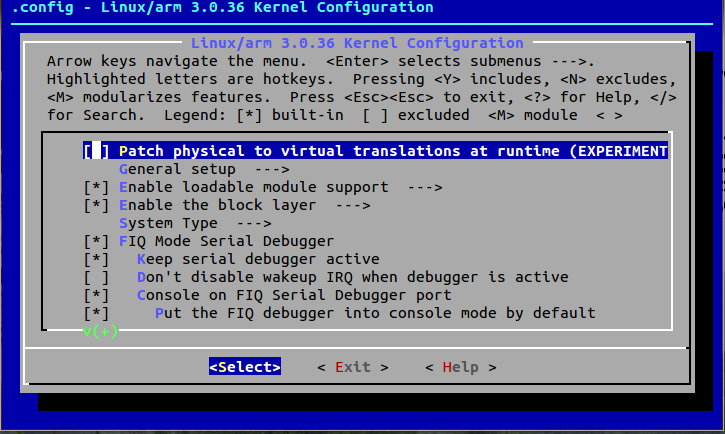 .config - Linux/arm 3.0.36 Kernel Configuration
Linux/arm 3.0.36 Kernel Configuration
Arrow keys navigate the menu.  <Enter> selects submenus --->.
Highlighted letters are hotkeys.  Pressing <Y> includes, <N> excludes,
<M> modularizes features.  Press <Esc><Esc> to exit, <?> for Help, </>
for Search.  Legend: [*] built-in  [ ] excluded  <M> module  < >
[ ] Patch physical to virtual translations at runtime (EXPERIMENT
General setup  --->
[*] Enable loadable module support  --->
[*] Enable the block layer  --->
System Type  --->
[*] FIQ Mode Serial Debugger
[*]   Keep serial debugger active
[ ]   Don't disable wakeup IRQ when debugger is active
[*]   Console on FIQ Serial Debugger port
[*]     Put the FIQ debugger into console mode by default
v(+)
<Select>    < Exit >    < Help >